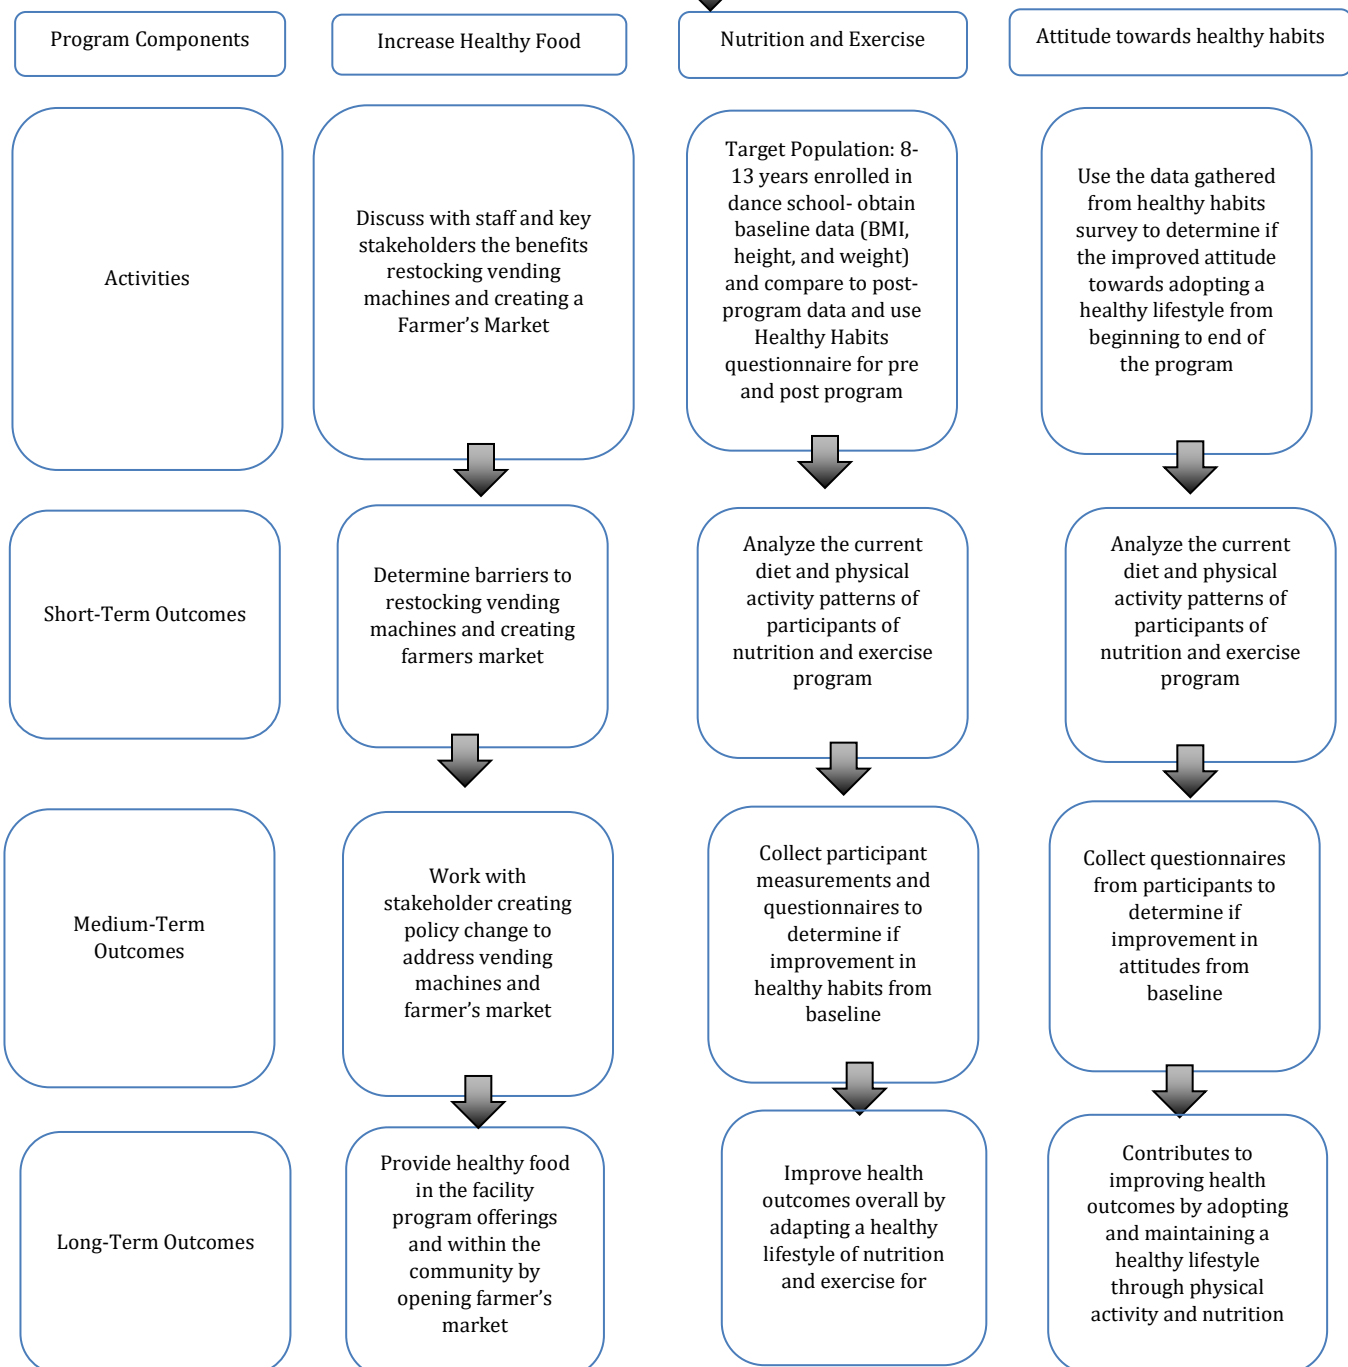 Program Components
Increase Healthy Food
Nutrition and Exercise
Attitude towards healthy habits
Activities
Discuss with staff and key
stakeholders the benefits
restocking vending
machines and creating a
Farmer’s Market
Target Population: 8-
13 years enrolled in
dance school- obtain
baseline data (BMI,
height, and weight)
and compare to post-
program data and use
Healthy Habits
questionnaire for pre
and post program
Use the data gathered
from healthy habits
survey to determine if
the improved attitude
towards adopting a
healthy lifestyle from
beginning to end of
the program
Short-Term Outcomes
Determine barriers to
restocking vending
machines and creating
farmers market
Analyze the current
diet and physical
activity patterns of
participants of
nutrition and exercise
program
Analyze the current
diet and physical
activity patterns of
participants of
nutrition and exercise
program
Medium-Term
Outcomes
Work with
stakeholder creating
policy change to
address vending
machines and
farmer’s market
Collect participant
measurements and
questionnaires to
determine if
improvement in
healthy habits from
baseline
Collect questionnaires
from participants to
determine if
improvement in
attitudes from
baseline
Long-Term Outcomes
Provide healthy food
in the facility
program offerings
and within the
community by
opening farmer’s
market
Improve health
outcomes overall by
adapting a healthy
lifestyle of nutrition
and exercise for
Contributes to
improving health
outcomes by adopting
and maintaining a
healthy lifestyle
through physical
activity and nutrition